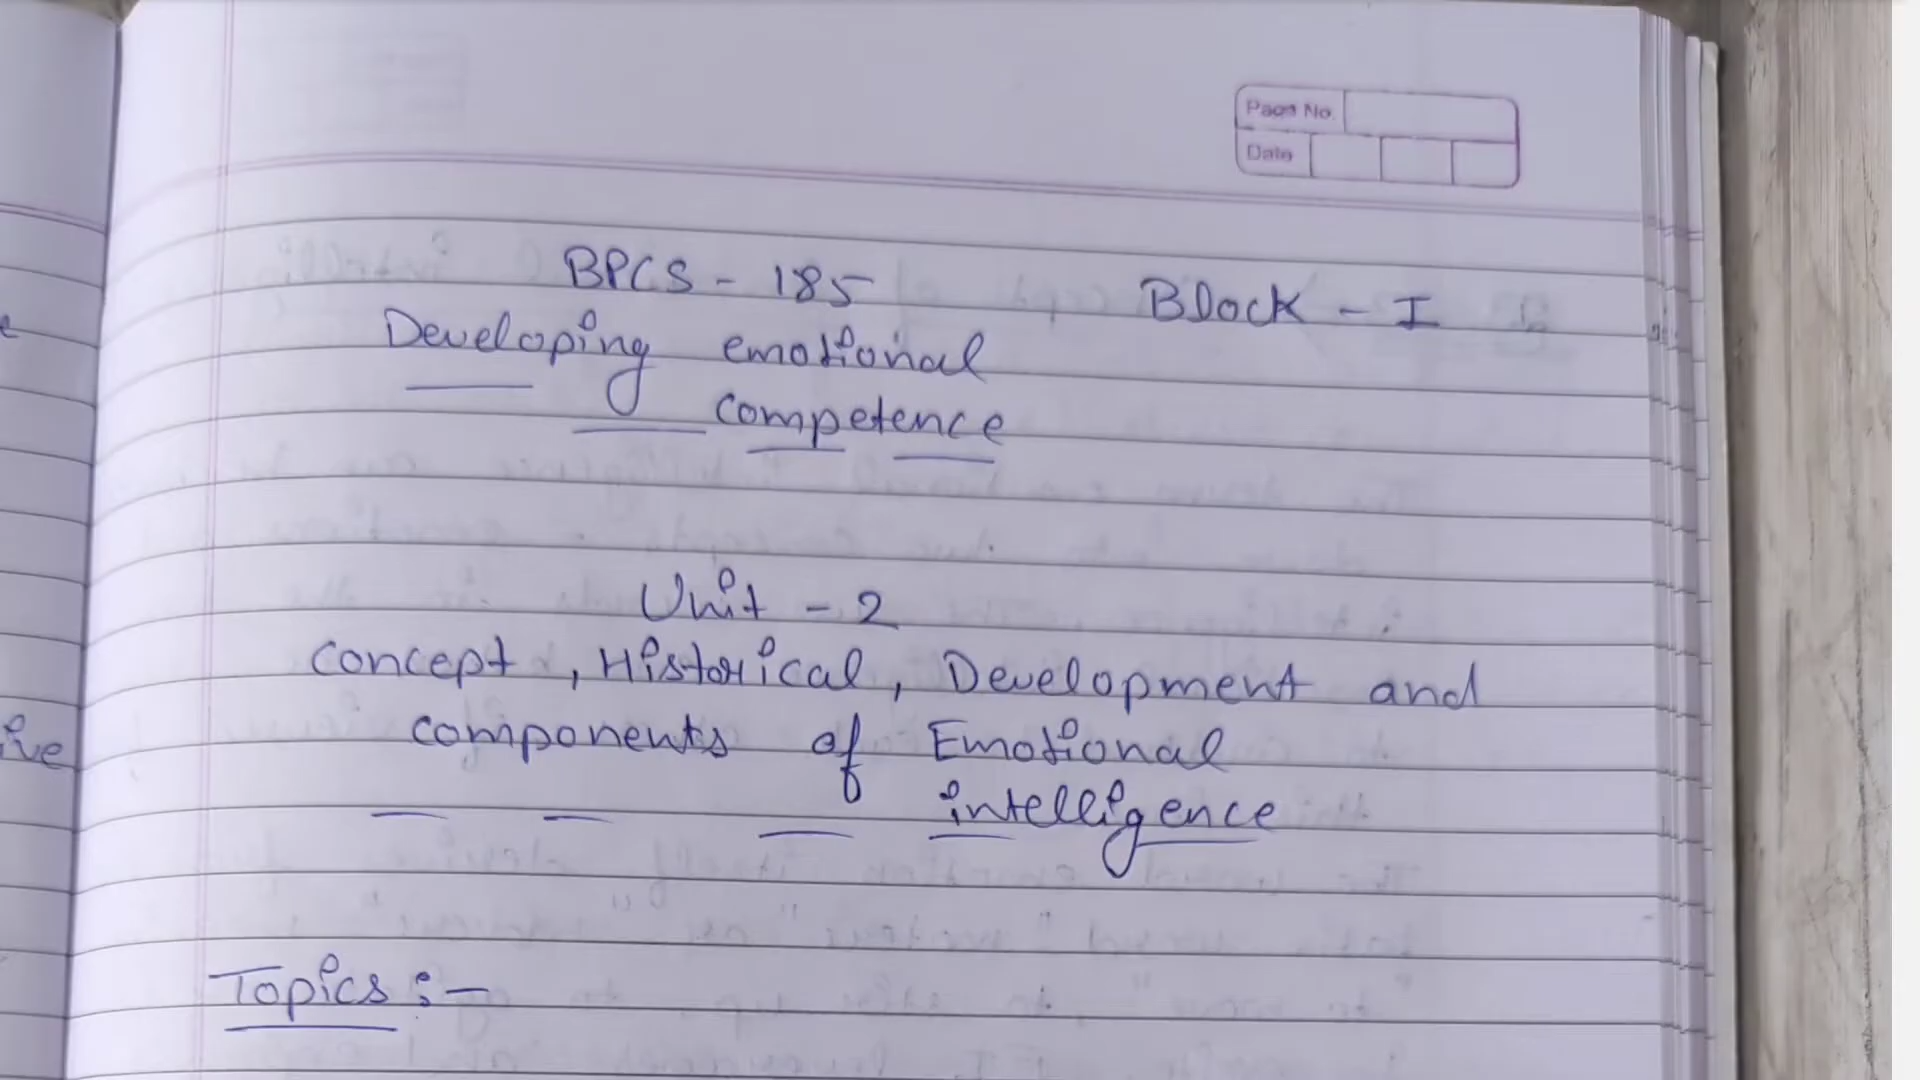 Page No.
Date
BPCS - 185 Block - I
Developing emotional
competence
Unit - 2
concept, Historical, Development and
components of Emotional
intelligence
Topics :-
ive